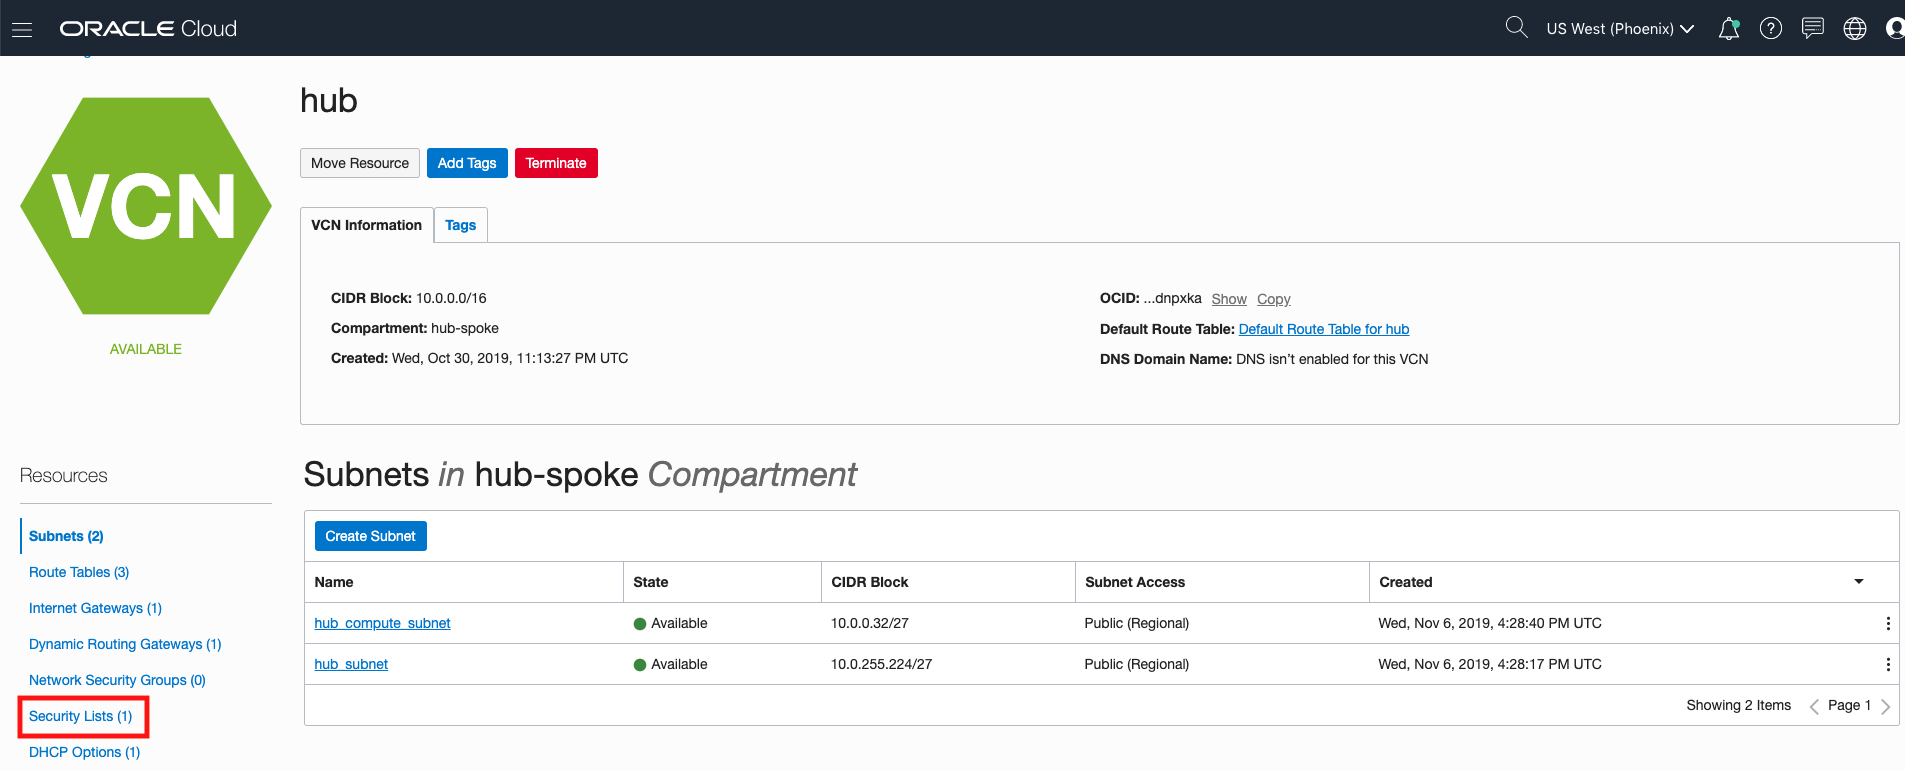 ORACLE Cloud
US West (Phoenix)
VCN
AVAILABLE
hub
Move Resource
Add Tags
Terminate
VCN Information
Tags
CIDR Block: 10.0.0.0/16
Compartment: hub-spoke
Created: Wed, Oct 30, 2019, 11:13:27 PM UTC
OCID: ...dnpxka Show Copy
Default Route Table: Default Route Table for hub
DNS Domain Name: DNS isn't enabled for this VCN
Resources
Subnets (2)
Route Tables (3)
Internet Gateways (1)
Dynamic Routing Gateways (1)
Network Security Groups (0)
Security Lists (1)
DHCP Options (1)
Subnets in hub-spoke Compartment
Create Subnet
Name State CIDR Block Subnet Access Created
hub_compute_subnet Available 10.0.0.32/27 Public (Regional) Wed, Nov 6, 2019, 4:28:40 PM UTC
hub_subnet Available 10.0.255.224/27 Public (Regional) Wed, Nov 6, 2019, 4:28:17 PM UTC
Showing 2 Items Page 1